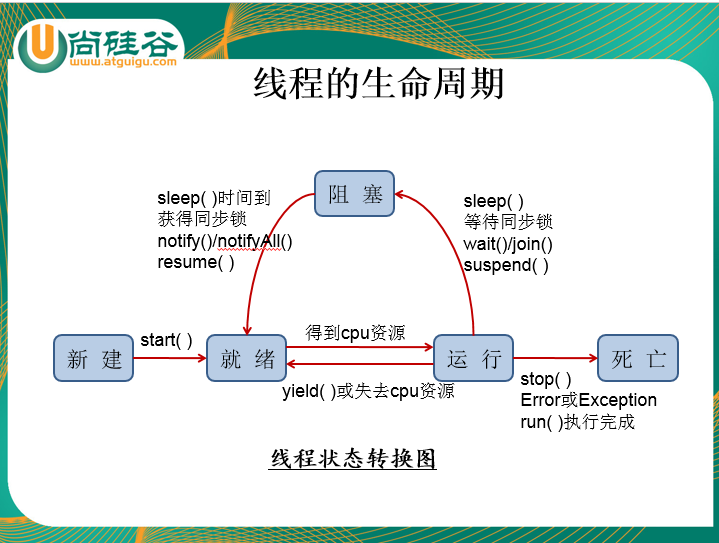 尚硅谷
www.atguigu.com
线程的生命周期
阻 塞
sleep( )时间到
获得同步锁
notify()/notifyAll()
resume( )
sleep( )
等待同步锁
wait()/join()
suspend( )
新 建
start( )
就 绪
得到cpu资源
yield( )或失去cpu资源
运 行
stop( )
Error或Exception
run( )执行完成
死 亡
线程状态转换图